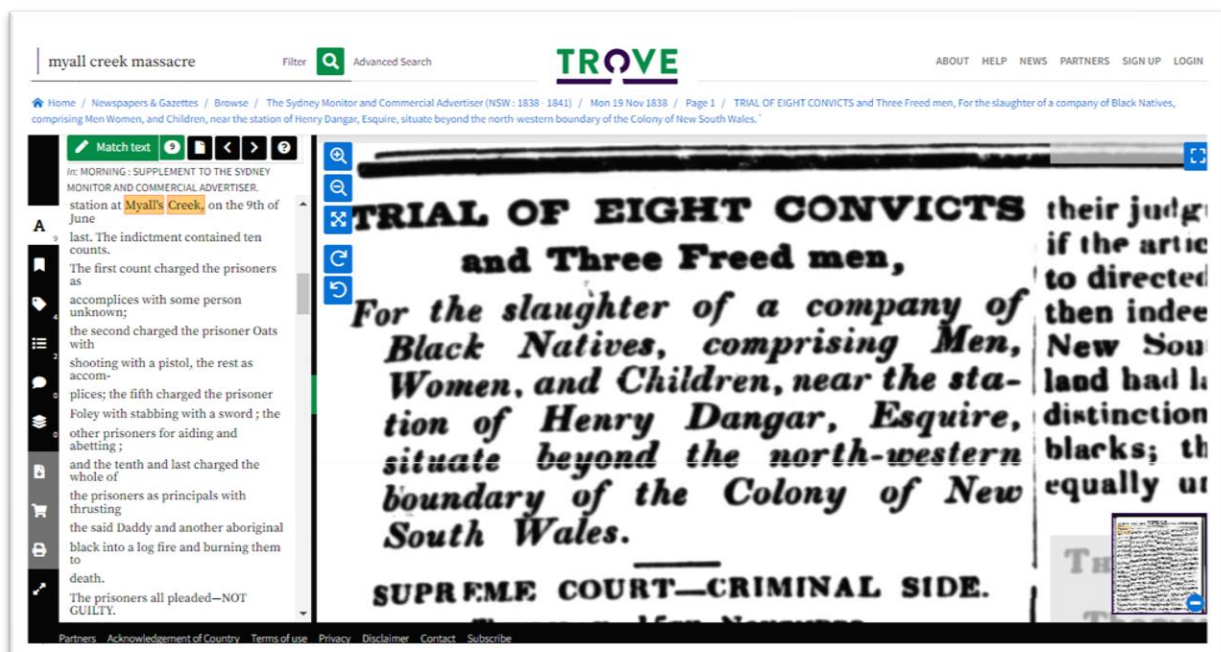 myall creek massacre Filter Advanced Search TROVE ABOUT HELP NEWS PARTNERS SIGN UP LOGIN
Home / Newspapers & Gazettes / Browse / The Sydney Monitor and Commercial Advertiser (NSW : 1838 - 1841) / Mon 19 Nov 1838 / Page 1 / TRIAL OF EIGHT CONVICTS and Three Freed men, For the slaughter of a company of Black Natives,
comprising Men Women, and Children, near the station of Henry Dangar, Esquire, situate beyond the north-western boundary of the Colony of New South Wales.
Match text 9
In: MORNING : SUPPLEMENT TO THE SYDNEY
MONITOR AND COMMERCIAL ADVERTISER.
station at Myall's Creek, on the 9th of
June
last. The indictment contained ten
counts.
The first count charged the prisoners
as
accomplices with some person
unknown;
the second charged the prisoner Oats
with
shooting with a pistol, the rest as
accom-
plices; the fifth charged the prisoner
Foley with stabbing with a sword ; the
other prisoners for aiding and
abetting ;
and the tenth and last charged the
whole of
the prisoners as principals with
thrusting
the said Daddy and another aboriginal
black into a log fire and burning them
to
death.
The prisoners all pleaded—NOT
GUILTY.
TRIAL OF EIGHT CONVICTS
and Three Freed men,
For the slaughter of a company of
Black Natives, comprising Men,
Women, and Children, near the sta-
tion of Henry Dangar, Esquire,
situate beyond the north-western
boundary of the Colony of New
South Wales.
SUPREME COURT—CRIMINAL SIDE.
their
if the
to directed
then
New
land had
distinction
blacks;
equally
Partners Acknowledgement of Country Terms of use Privacy Disclaimer Contact Subscribe